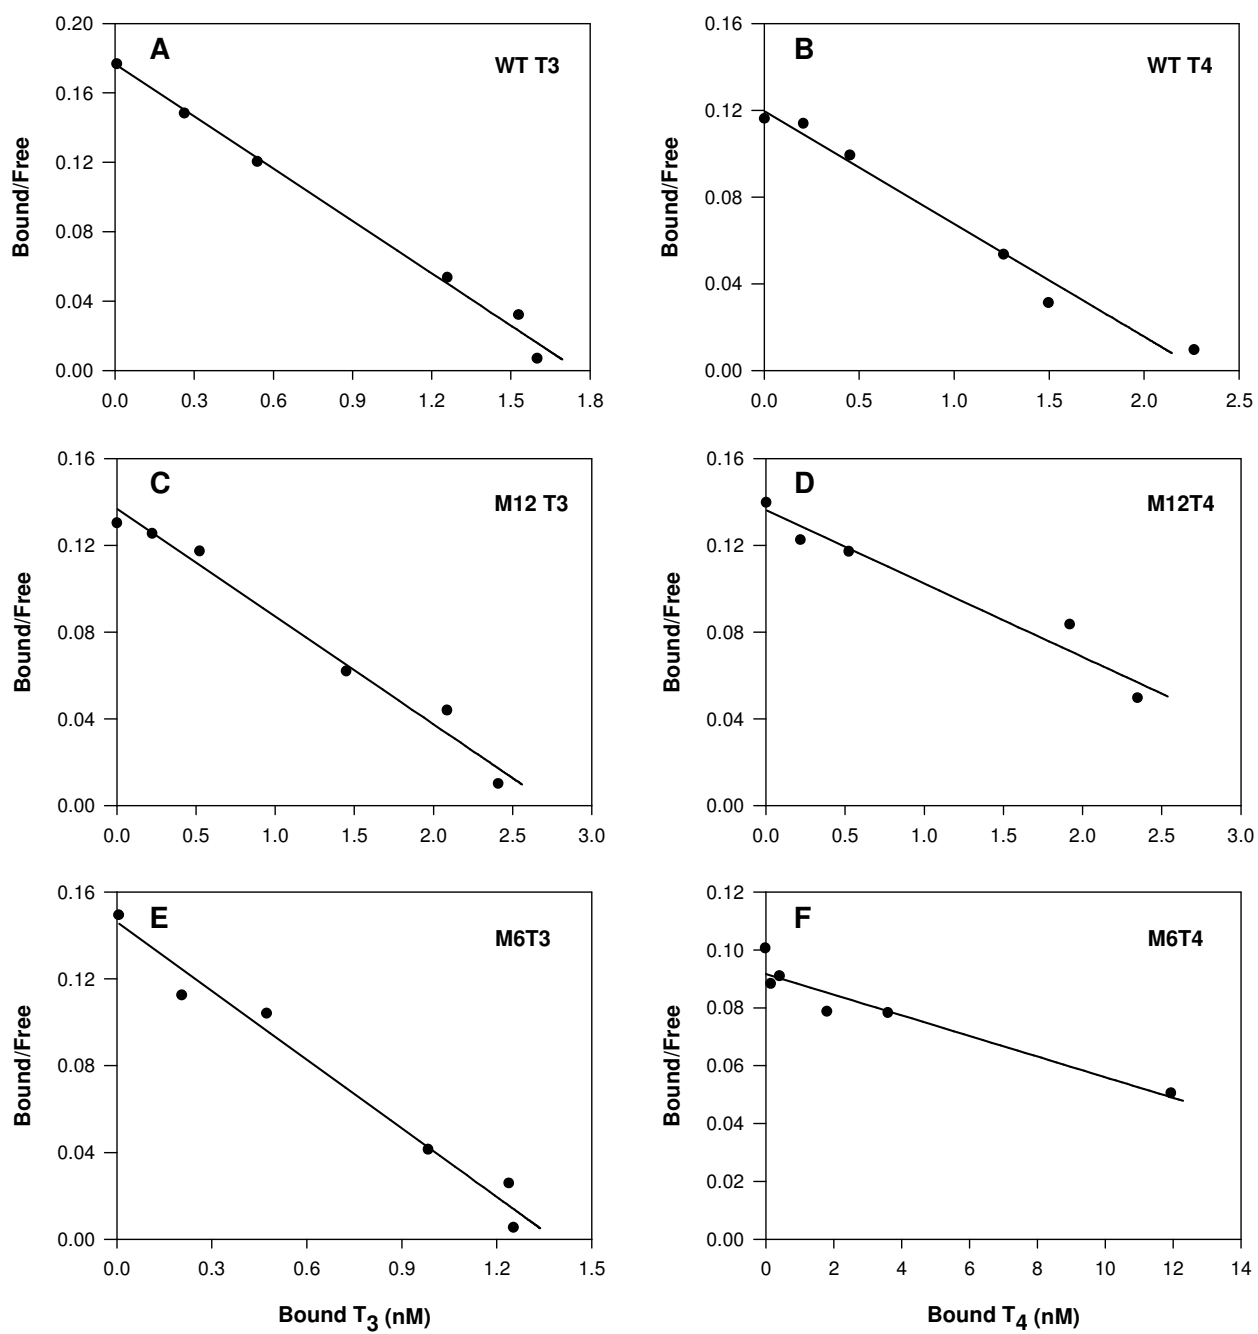 A
WT T3
Bound/Free
0.20
0.16
0.12
0.08
0.04
0.00
0.0 0.3 0.6 0.9 1.2 1.5 1.8
B
WT T4
Bound/Free
0.16
0.12
0.08
0.04
0.00
0.0 0.5 1.0 1.5 2.0 2.5
C
M12 T3
Bound/Free
0.16
0.12
0.08
0.04
0.00
0.0 0.5 1.0 1.5 2.0 2.5 3.0
D
M12T4
Bound/Free
0.16
0.12
0.08
0.04
0.00
0.0 0.5 1.0 1.5 2.0 2.5 3.0
E
M6T3
Bound/Free
0.16
0.12
0.08
0.04
0.00
0.0 0.3 0.6 0.9 1.2 1.5
Bound T3 (nM)
F
M6T4
Bound/Free
0.12
0.10
0.08
0.06
0.04
0.02
0.00
0 2 4 6 8 10 12 14
Bound T4 (nM)